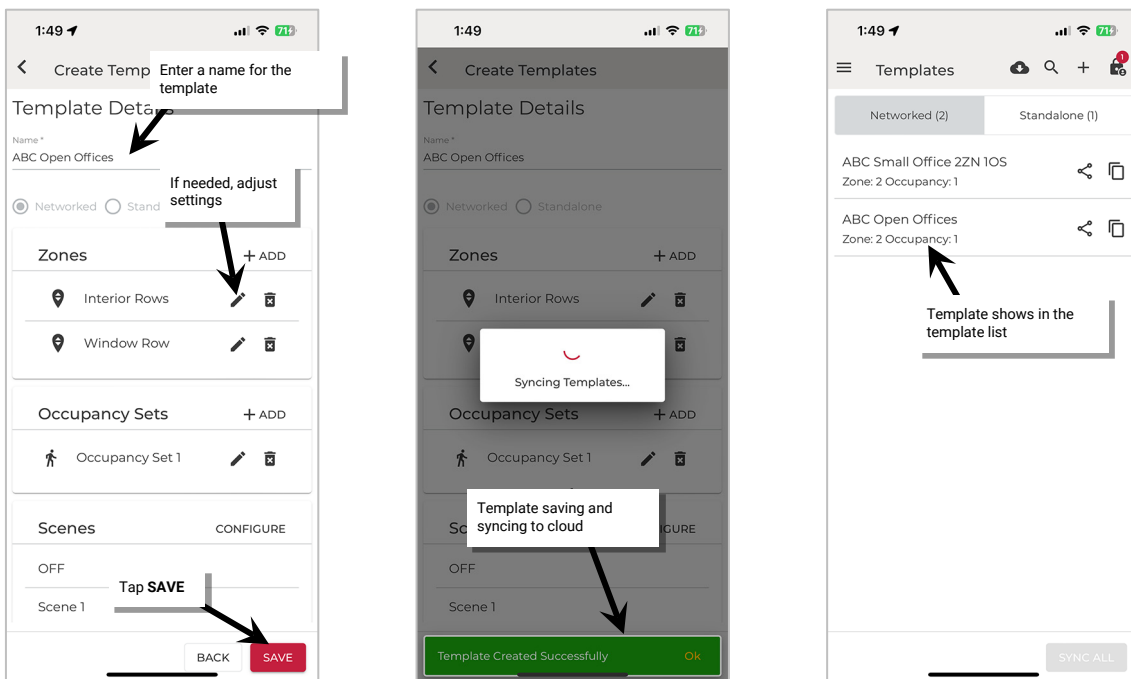 1:49
71
Create Temp
Enter a name for the
template
Template Details
Name *
ABC Open Offices
If needed, adjust
settings
Networked
Stand
Zones
+ ADD
Interior Rows
Window Row
Occupancy Sets
+ ADD
Occupancy Set 1
Scenes
CONFIGURE
OFF
Tap SAVE
Scene 1
BACK
SAVE
1:49
71
Create Templates
Template Details
Name *
ABC Open Offices
Networked
Standalone
Zones
+ ADD
Interior Rows
Syncing Templates...
Occupancy Sets
+ ADD
Occupancy Set 1
Template saving and
syncing to cloud
Sc
IGURE
OFF
Scene 1
Template Created Successfully
Ok
1:49
71
Templates
1
Networked (2)
Standalone (1)
ABC Small Office 2ZN 1OS
Zone: 2 Occupancy: 1
ABC Open Offices
Zone: 2 Occupancy: 1
Template shows in the
template list
SYNC ALL